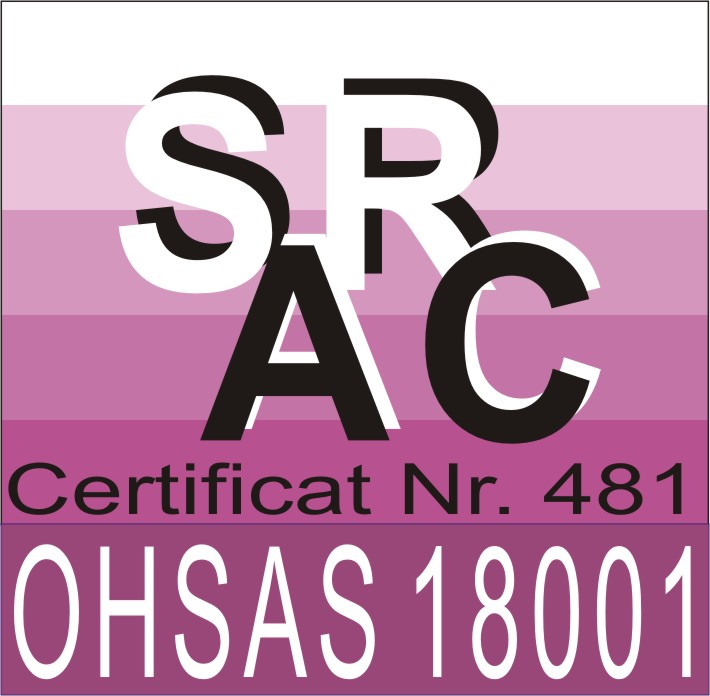 SR
AC
Certificat Nr. 481
OHSAS 18001